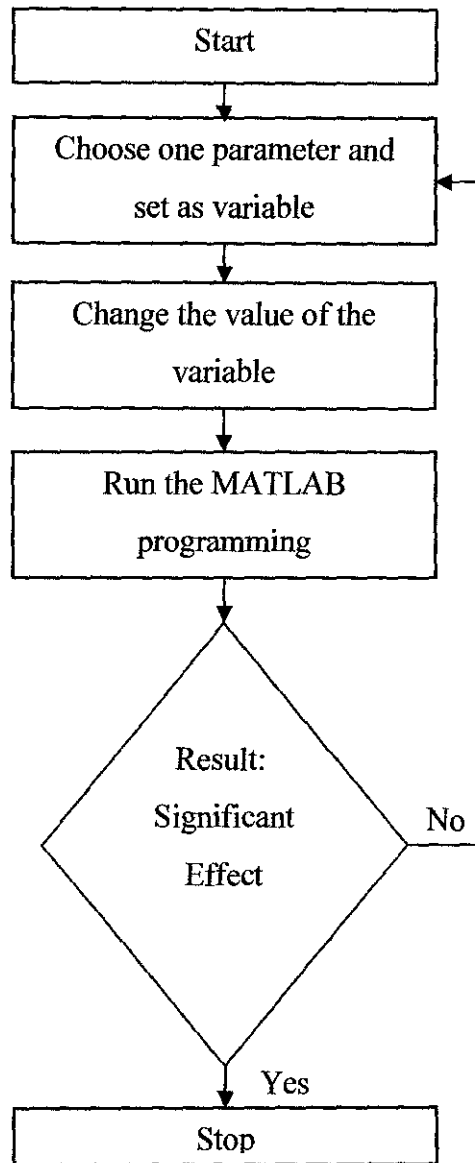 Start
Choose one parameter and
set as variable
Change the value of the
variable
Run the MATLAB
programming
Result:
Significant
Effect
No
Yes
Stop